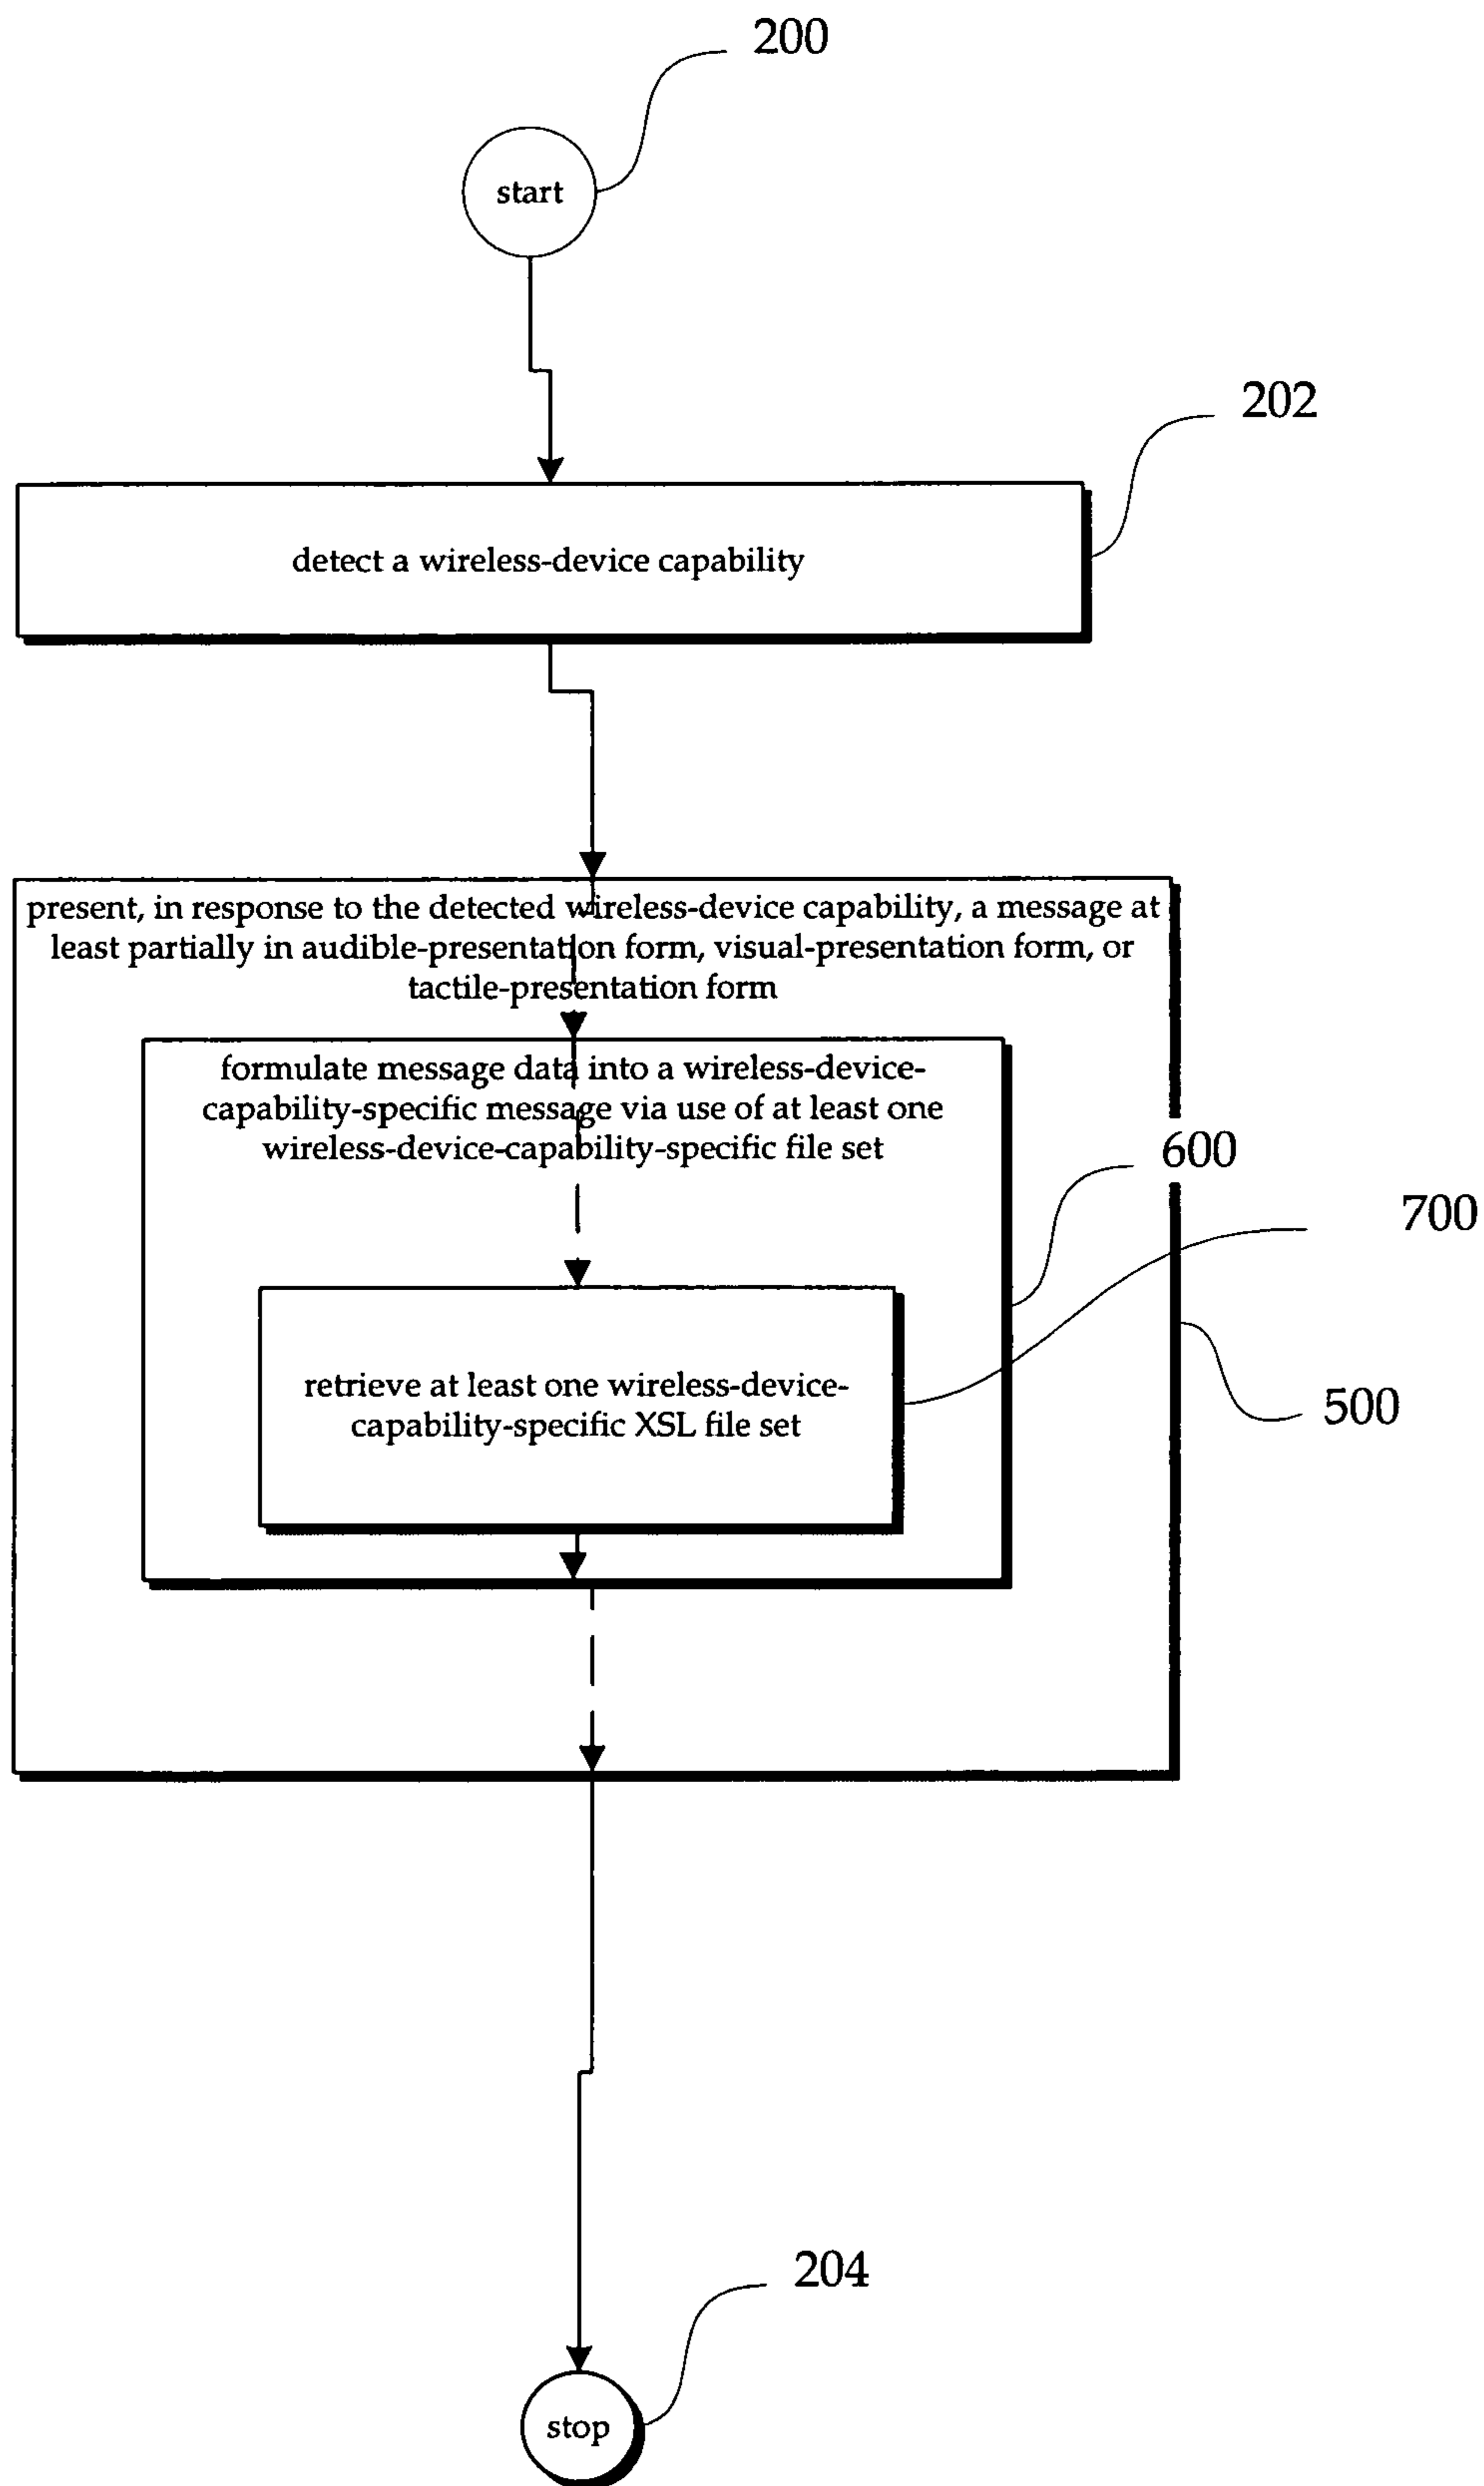 200
start
202
detect a wireless-device capability
present, in response to the detected wireless-device capability, a message at
least partially in audible-presentation form, visual-presentation form, or
tactile-presentation form
formulate message data into a wireless-device-
capability-specific message via use of at least one
wireless-device-capability-specific file set
600
700
retrieve at least one wireless-device-
capability-specific XSL file set
500
204
stop